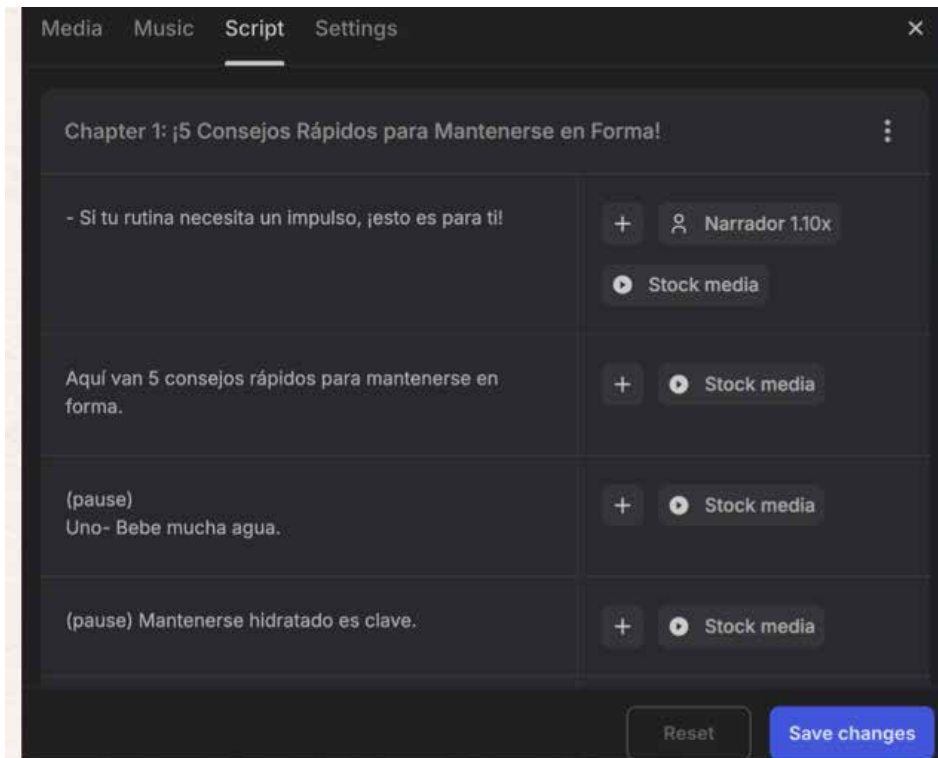 Media Music Script Settings
Chapter 1: ¡5 Consejos Rápidos para Mantenerse en Forma!
- Si tu rutina necesita un impulso, ¡esto es para ti!
+ Narrador 1.10x
Stock media
Aquí van 5 consejos rápidos para mantenerse en
forma.
+ Stock media
(pause)
Uno- Bebe mucha agua.
+ Stock media
(pause) Mantenerse hidratado es clave.
+ Stock media
Reset Save changes